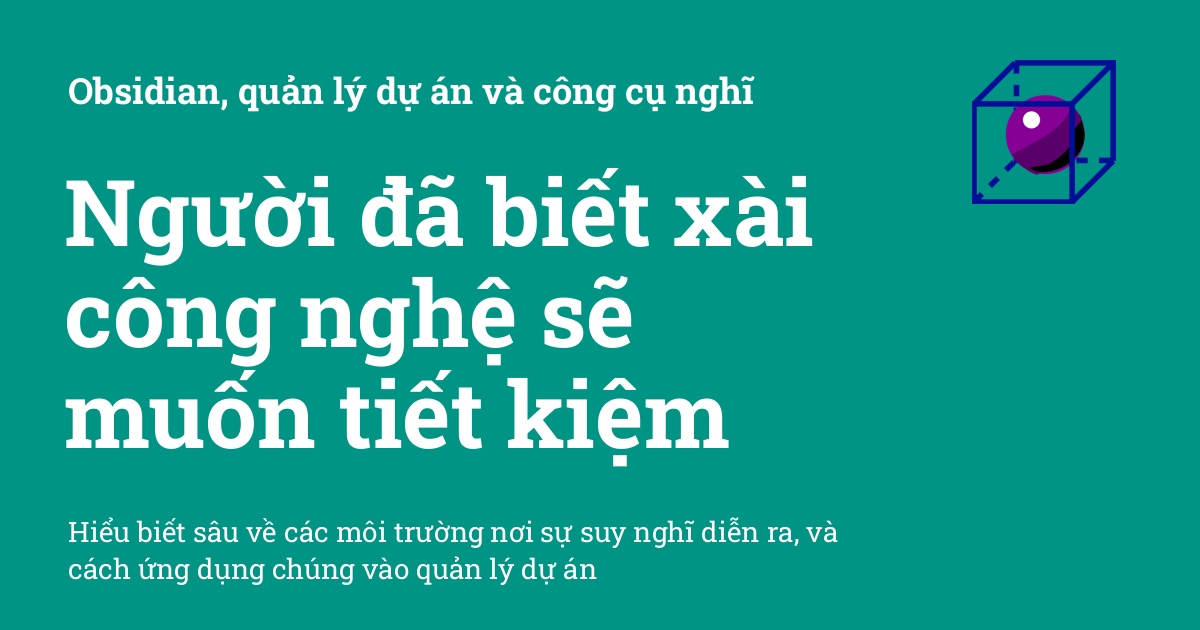 Obsidian, quản lý dự án và công cụ nghĩ
Người đã biết xài
công nghệ sẽ
muốn tiết kiệm
Hiểu biết sâu về các môi trường nơi sự suy nghĩ diễn ra, và
cách ứng dụng chúng vào quản lý dự án